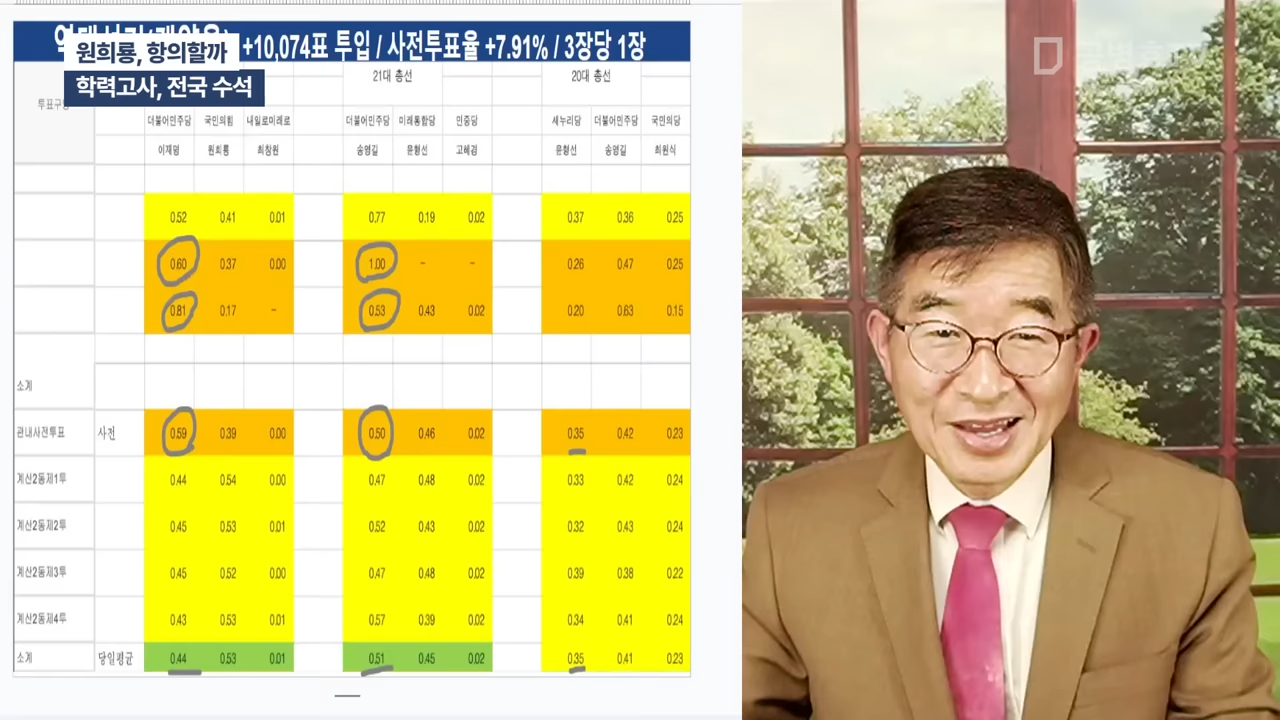 +10,074표 투입 / 사전투표율 +7.91% / 3장당 1장
원희룡, 항의할까
학력고사, 전국 수석
21대 총선 20대 총선
더불어민주당 국민의힘 내일로미래로 더불어민주당 미래통합당 민중당 새누리당 더불어민주당 국민의당
이재명 원희룡 최창원 송영길 윤형선 고혜경 윤형선 송영길 최원식
0.52 0.41 0.01 0.77 0.19 0.02 0.37 0.36 0.25
0.60 0.37 0.00 1.00 - - 0.26 0.47 0.25
0.81 0.17 - 0.53 0.43 0.02 0.20 0.63 0.15
소계
관내사전투표 사전 0.59 0.39 0.00 0.50 0.46 0.02 0.35 0.42 0.23
계산2동제1투 0.44 0.54 0.00 0.47 0.48 0.02 0.33 0.42 0.24
계산2동제2투 0.45 0.53 0.01 0.52 0.43 0.02 0.32 0.43 0.24
계산2동제3투 0.45 0.52 0.00 0.47 0.48 0.02 0.39 0.38 0.22
계산2동제4투 0.43 0.53 0.01 0.57 0.39 0.02 0.34 0.41 0.24
소계 당일평균 0.44 0.53 0.01 0.51 0.45 0.02 0.35 0.41 0.23